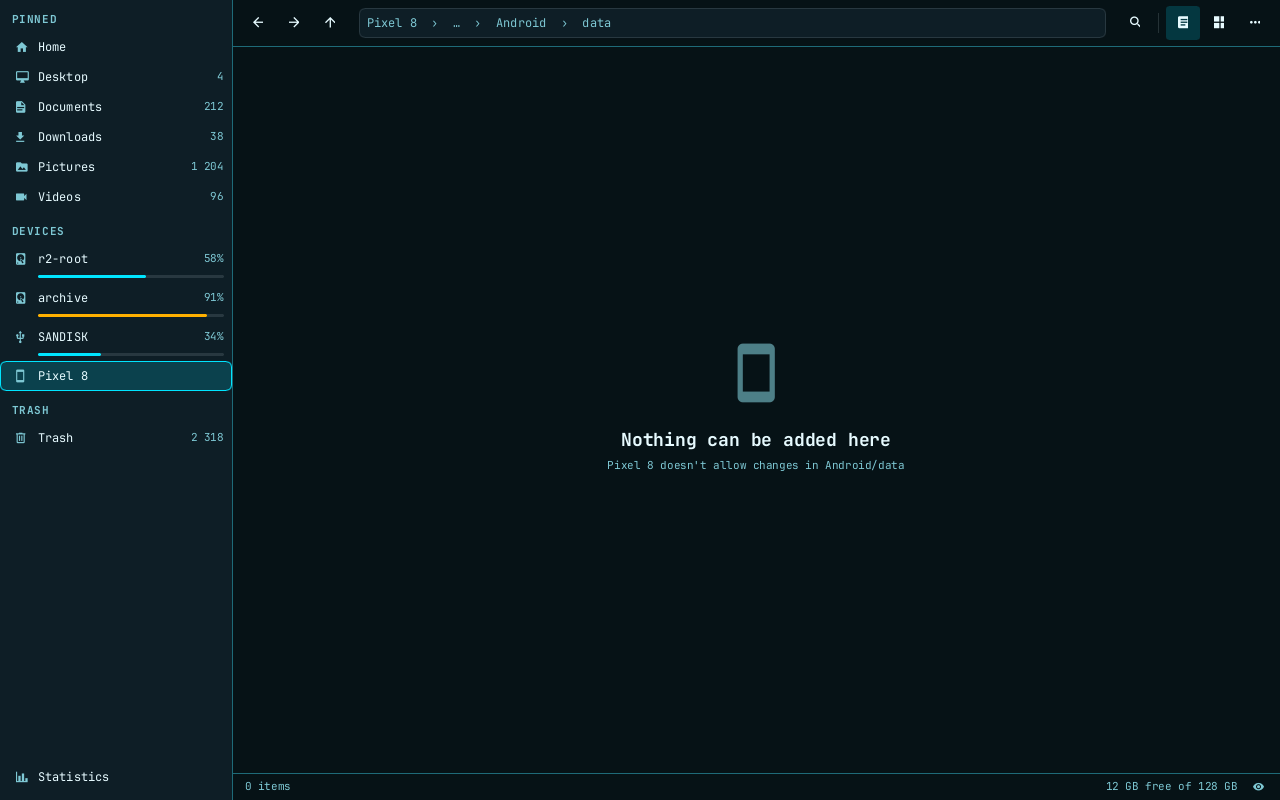 PINNED
Home
Desktop 4
Documents 212
Downloads 38
Pictures 1 204
Videos 96
DEVICES
r2-root 58%
archive 91%
SANDISK 34%
Pixel 8
TRASH
Trash 2 318
Statistics
Pixel 8 › … › Android › data
Nothing can be added here
Pixel 8 doesn't allow changes in Android/data
0 items
12 GB free of 128 GB